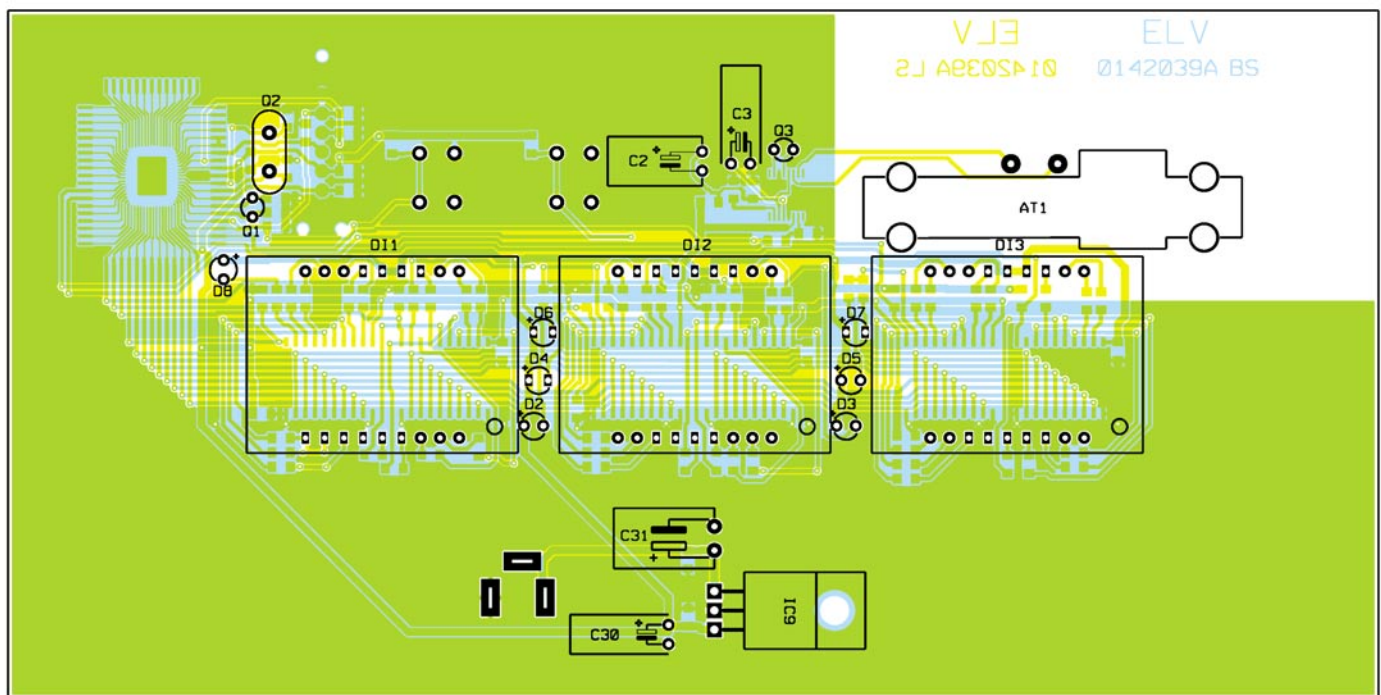 ELV ELV
0142039A LS 0142039A BS
Q2
C3
Q3
C2
AT1
Q1
DI1 DI2 DI3
D8
D6 D7
D4 D5
D2 D3
C31
IC9
C30